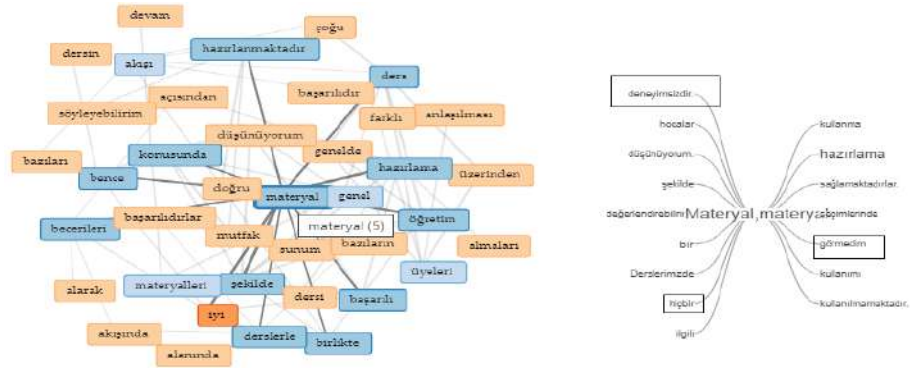 devam
çoğu
dersin
hazırlanmaktadır
akışı
ders
açısından
başarılıdır
söyleyebilirim
farklı
anlaşılması
düşünüyorum
bazıları
konusunda
genelde
hazırlama
bence
üzerinden
doğru
materyal
genel
başarılıdırlar
öğretim
becerileri
materyal (5)
mutfak
sunum
bazıların
almaları
üyeleri
alarak
materyalleri
şekilde
dersi
başarılı
iyi
akışında
derslerle
birlikte
alanında
deneyimsizdir.
hocalar
kullanma
düşünüyorum.
hazırlama
şekilde
sağlamaktadırlar.
Materyal,materyal
bir
görmedim
Derslerimzde
kullanımı
hiçbir
kullanılmamaktadır.
ilgili